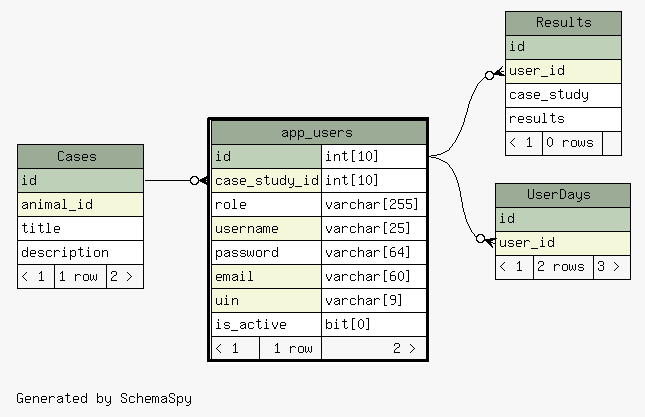 Cases
id
animal_id
title
description
< 1 1 row 2 >
app_users
id int[10]
case_study_id int[10]
role varchar[255]
username varchar[25]
password varchar[64]
email varchar[60]
uin varchar[9]
is_active bit[0]
< 1 1 row 2 >
Results
id
user_id
case_study
results
< 1 0 rows
UserDays
id
user_id
< 1 2 rows 3 >
Generated by SchemaSpy